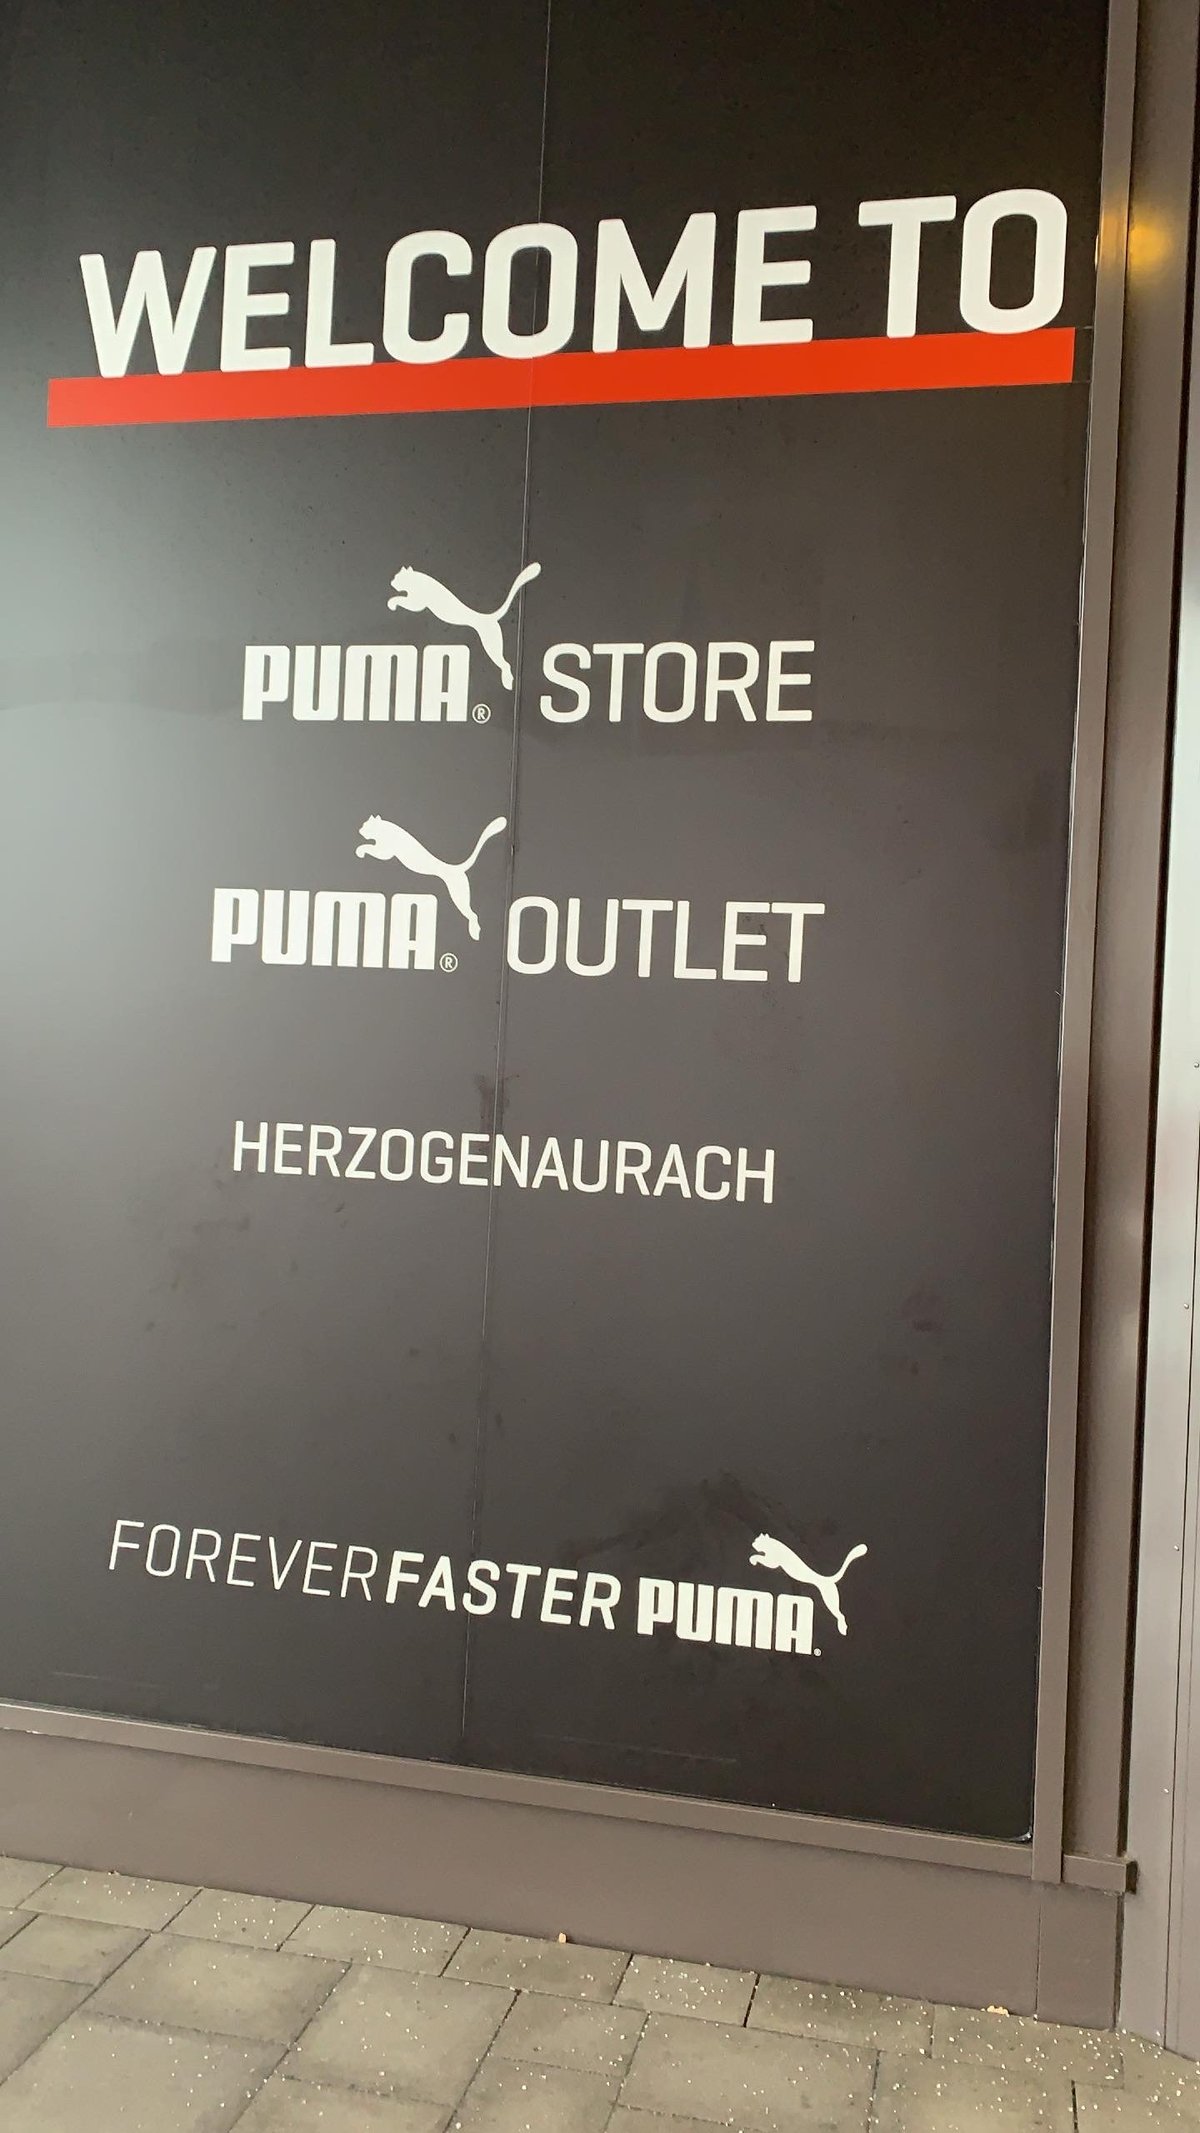 WELCOME TO
PUMA® STORE
PUMA® OUTLET
HERZOGENAURACH
FOREVERFASTER PUMA®